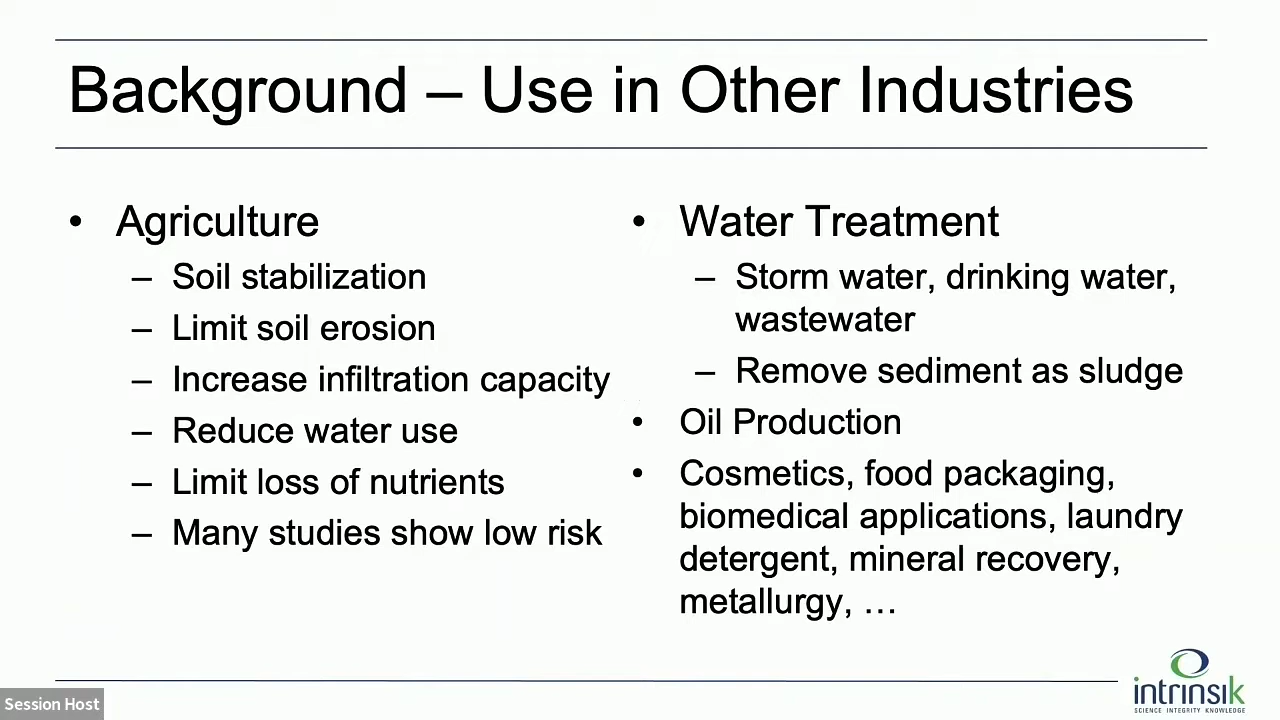 Background – Use in Other Industries
• Agriculture
– Soil stabilization
– Limit soil erosion
– Increase infiltration capacity
– Reduce water use
– Limit loss of nutrients
– Many studies show low risk
• Water Treatment
– Storm water, drinking water,
wastewater
– Remove sediment as sludge
• Oil Production
• Cosmetics, food packaging,
biomedical applications, laundry
detergent, mineral recovery,
metallurgy, …
intrinsik
SCIENCE INTEGRITY KNOWLEDGE
Session Host